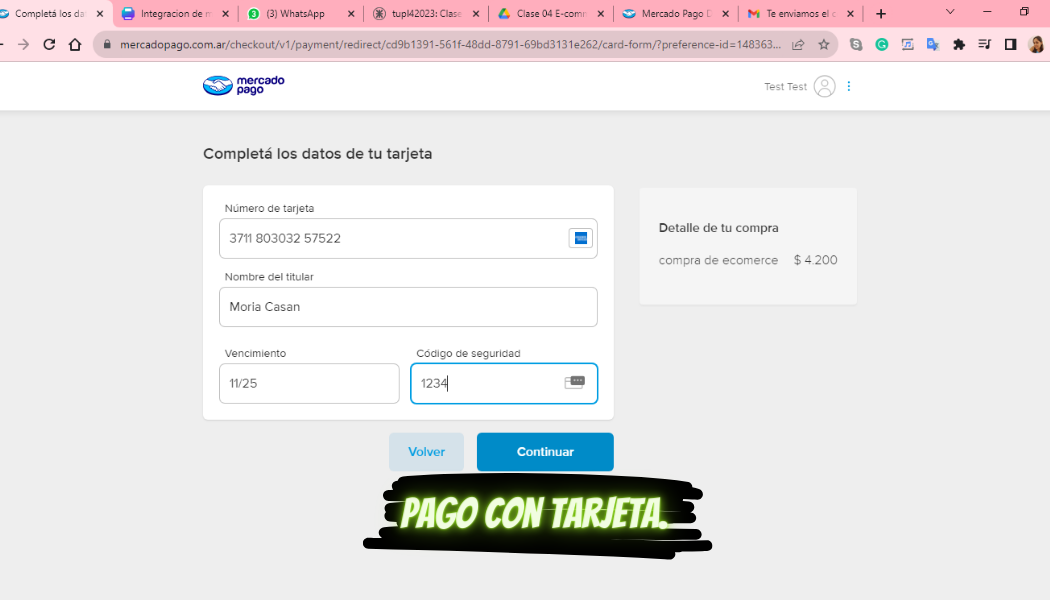 Completá los da
Integracion de m
(3) WhatsApp
tupI42023: Clase
Clase 04 E-comm
Mercado Pago D
Te enviamos el c
mercadopago.com.ar/checkout/v1/payment/redirect/cd9b1391-561f-48dd-8791-69bd3131e262/card-form/?preference-id=148363...
mercado
pago
Test Test
Completá los datos de tu tarjeta
Número de tarjeta
3711 803032 57522
Nombre del titular
Moria Casan
Vencimiento
Código de seguridad
11/25
1234
Detalle de tu compra
compra de ecomerce $ 4.200
Volver
Continuar
PAGO CON TARJETA.